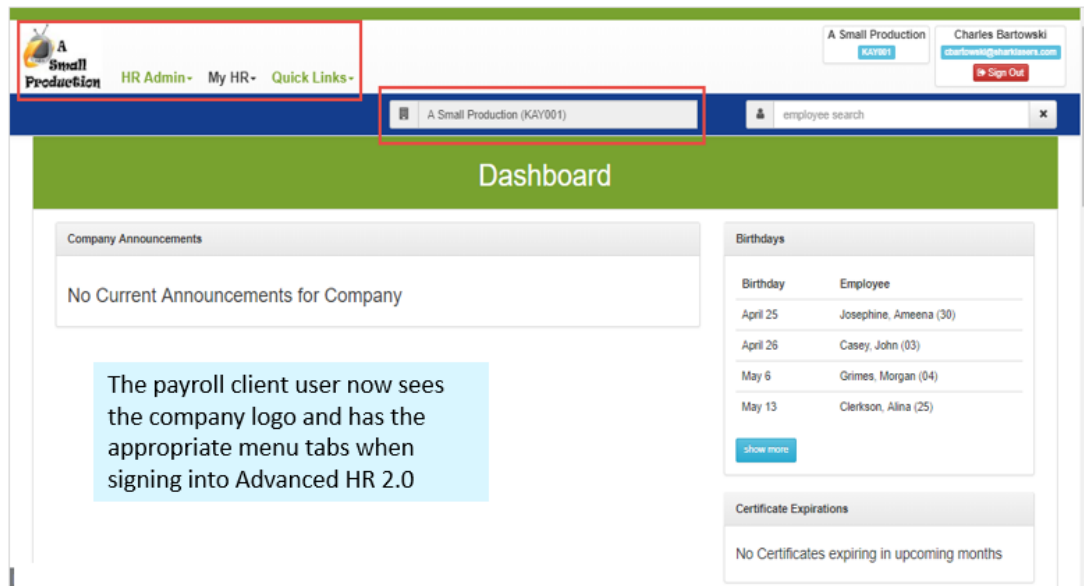 A
Small
Production
HR Admin
My HR
Quick Links
A Small Production
KAY001
Charles Bartowski
cbartowski@sharklasers.com
Sign Out
A Small Production (KAY001)
employee search
Dashboard
Company Announcements
No Current Announcements for Company
The payroll client user now sees
the company logo and has the
appropriate menu tabs when
signing into Advanced HR 2.0
Birthdays
Birthday Employee
April 25 Josephine, Ameena (30)
April 26 Casey, John (03)
May 6 Grimes, Morgan (04)
May 13 Clerkson, Alina (25)
show more
Certificate Expirations
No Certificates expiring in upcoming months